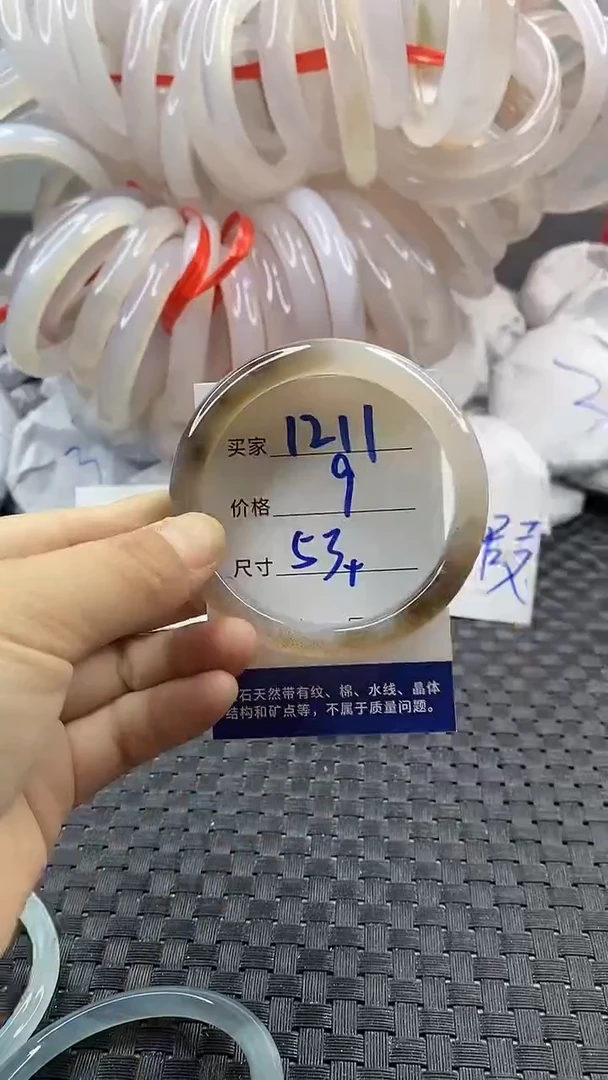 买家 1211
价格 9
尺寸 53+
石天然带有纹、棉、水线、晶体
结构和矿点等，不属于质量问题。
3